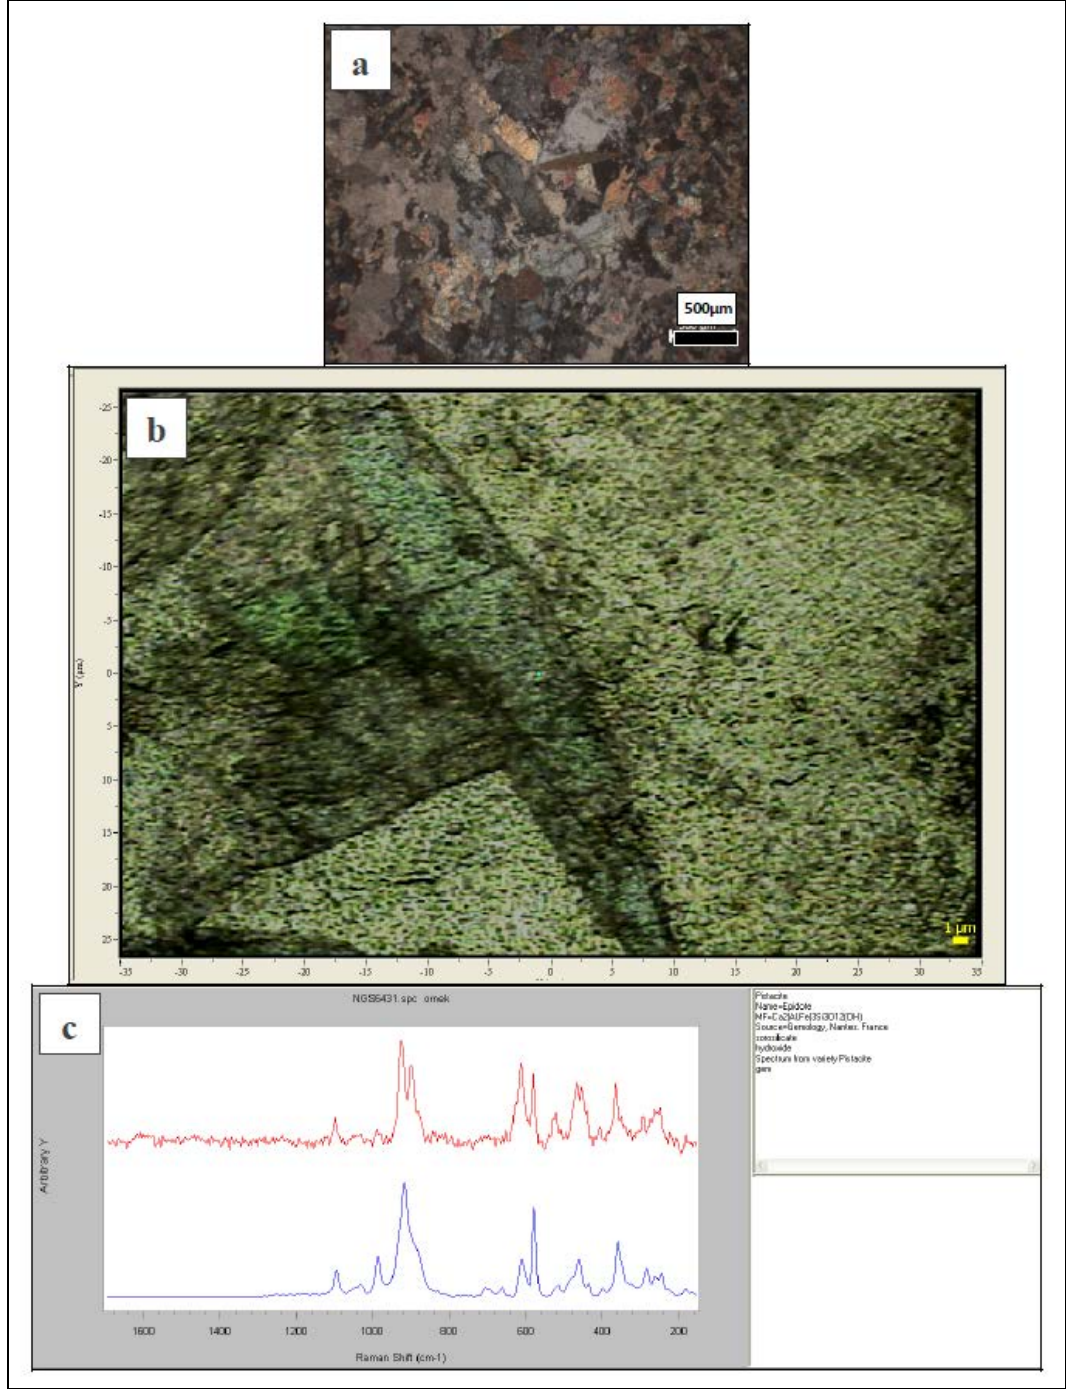 a
500µm
b
-25
-20
-15
-10
-5
0
5
10
15
20
25
Y (µm)
1 µm
-35
-30
-25
-20
-15
-10
-5
0
5
10
15
20
25
30
35
c
NGS6431.spc ornek
Arbitrary Y
1600
1400
1200
1000
800
600
400
200
Raman Shift (cm-1)
Pistacite
Name=Epidote
Source=Gemology, Nantes. France
sorosilicate
hydroxide
Spectrum from variety Pistacite
gem